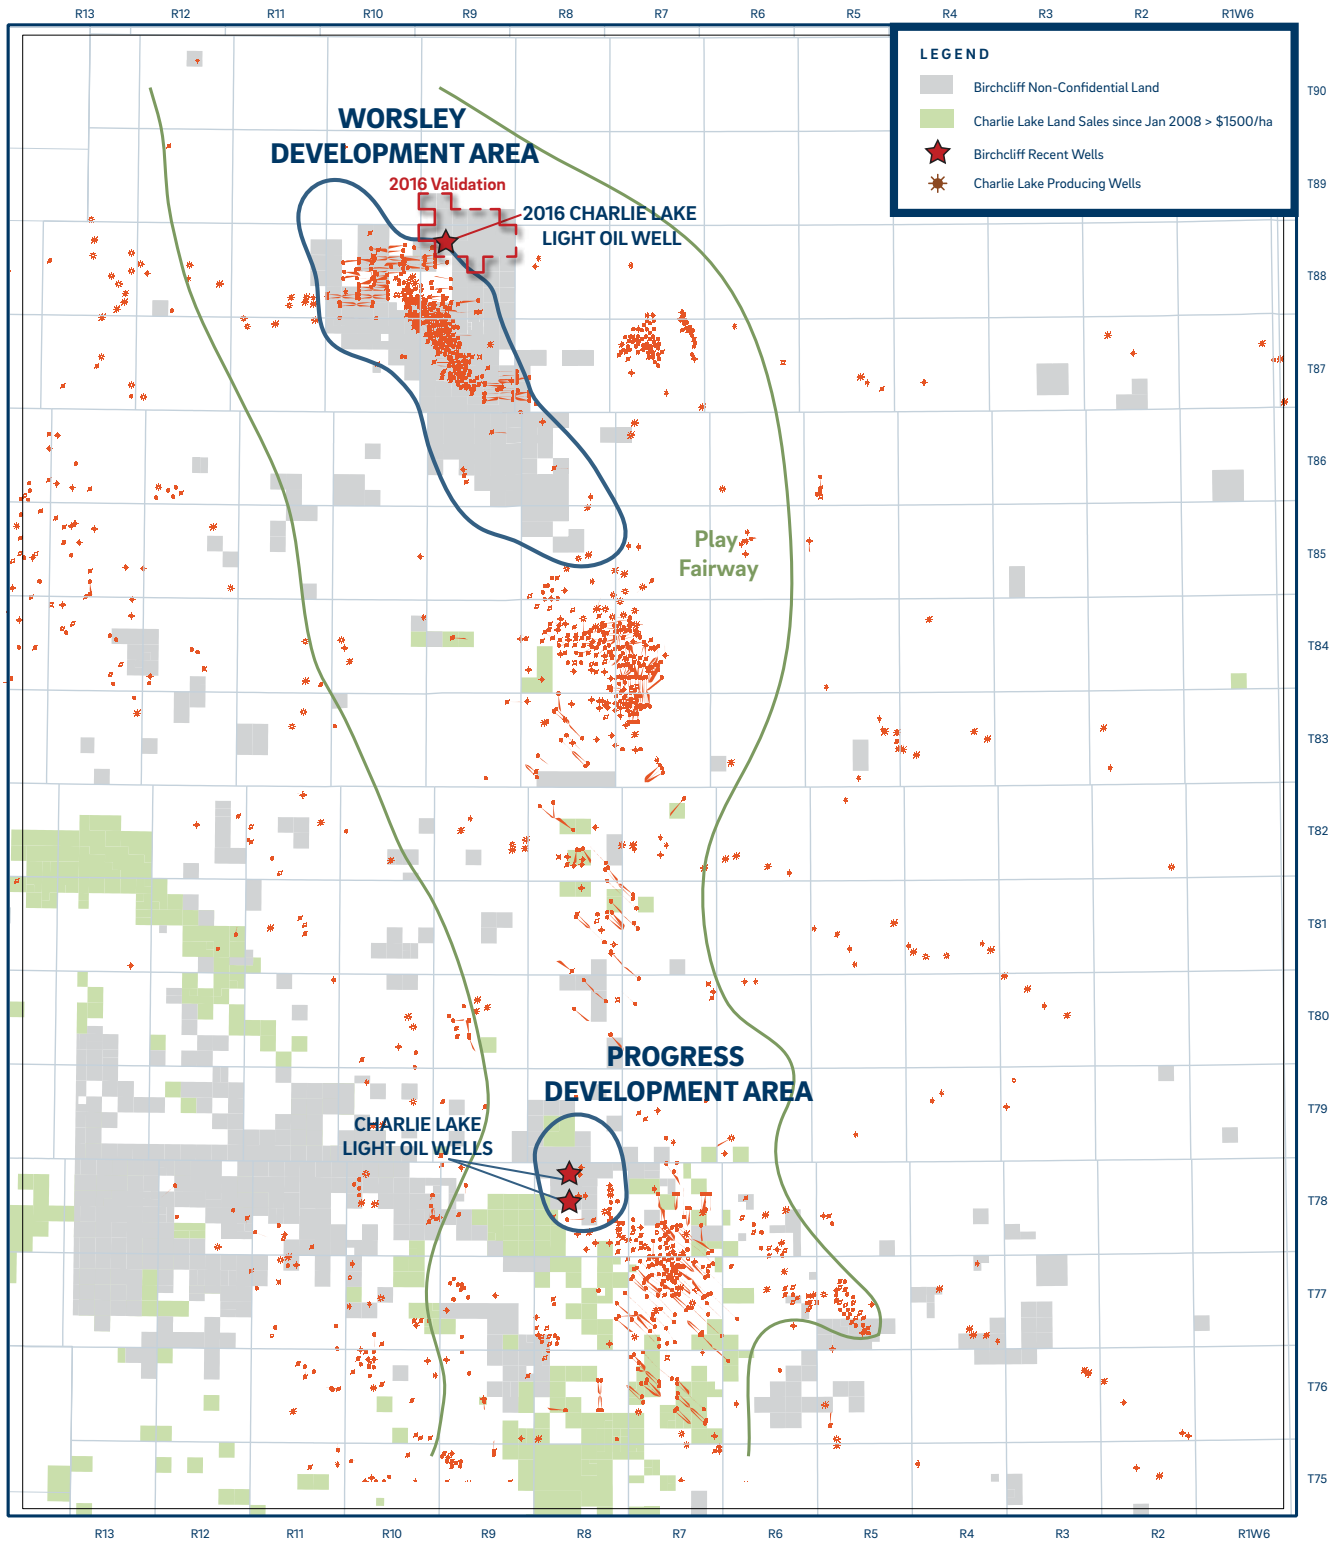 R13 R12 R11 R10 R9 R8 R7 R6 R5 R4 R3 R2 R1W6
LEGEND
Birchcliff Non-Confidential Land
Charlie Lake Land Sales since Jan 2008 > $1500/ha
Birchcliff Recent Wells
Charlie Lake Producing Wells
T90
WORSLEY
DEVELOPMENT AREA
2016 Validation
T89
2016 CHARLIE LAKE
LIGHT OIL WELL
T88
T87
T86
Play
Fairway
T85
T84
T83
T82
T81
T80
PROGRESS
DEVELOPMENT AREA
T79
CHARLIE LAKE
LIGHT OIL WELLS
T78
T77
T76
T75
R13 R12 R11 R10 R9 R8 R7 R6 R5 R4 R3 R2 R1W6